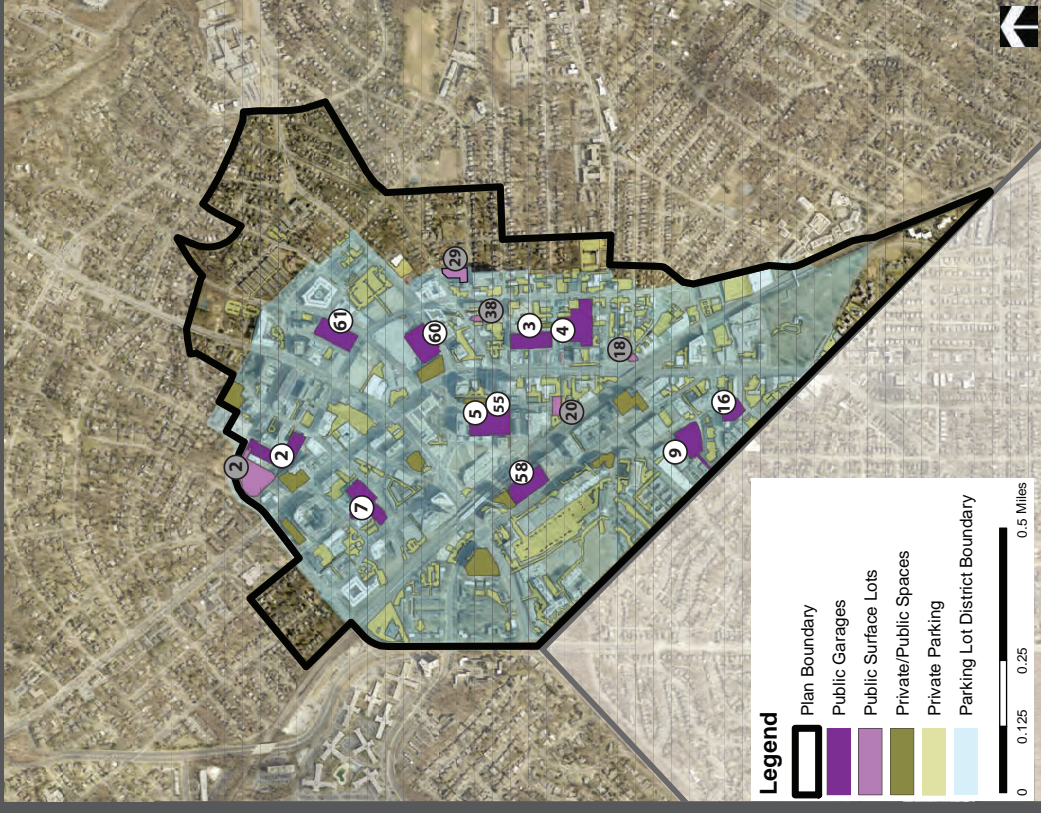 61
29
60
38
3
4
18
5
55
20
16
2
2
7
58
9
Legend
Plan Boundary
Public Garages
Public Surface Lots
Private/Public Spaces
Private Parking
Parking Lot District Boundary
0 0.125 0.25 0.5 Miles